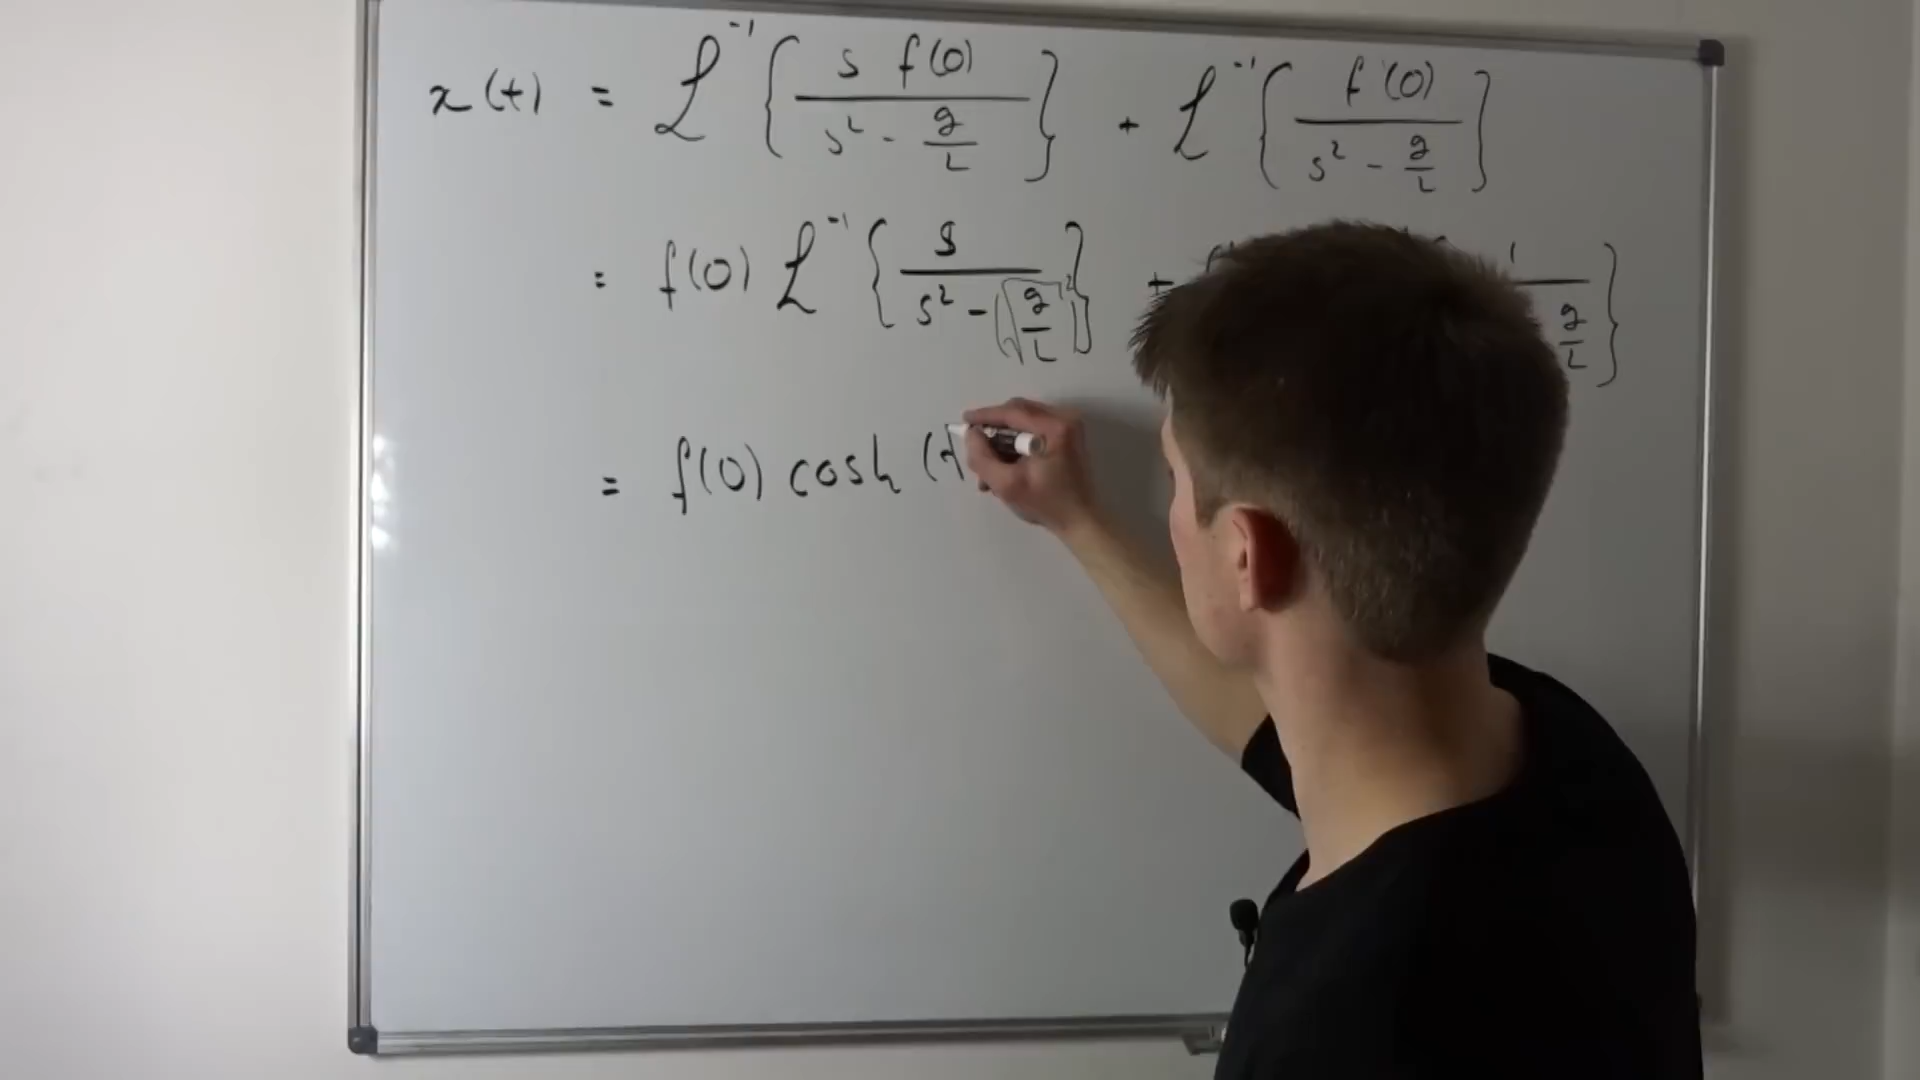 x(t) = ℒ⁻¹ { s f(0) / (s² - g/L) } + ℒ⁻¹ { f'(0) / (s² - g/L) }
= f(0) ℒ⁻¹ { s / (s² - (√(g/L))²) } + g/L }
= f(0) cosh (